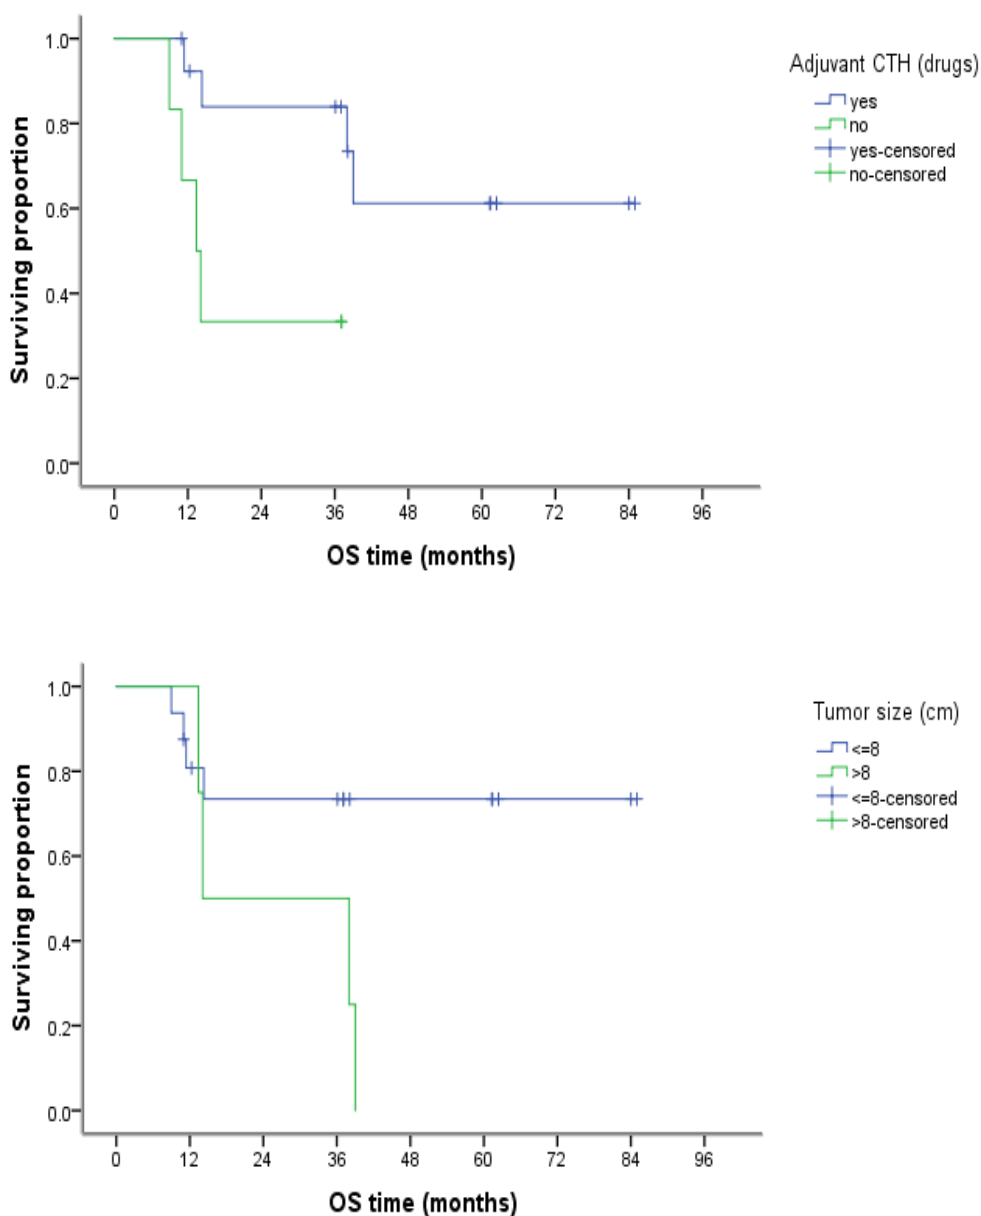 Adjuvant CTH (drugs)
yes
no
yes-censored
no-censored
Surviving proportion
1.0
0.8
0.6
0.4
0.2
0.0
0 12 24 36 48 60 72 84 96
OS time (months)
Tumor size (cm)
<=8
>8
<=8-censored
>8-censored
Surviving proportion
1.0
0.8
0.6
0.4
0.2
0.0
0 12 24 36 48 60 72 84 96
OS time (months)